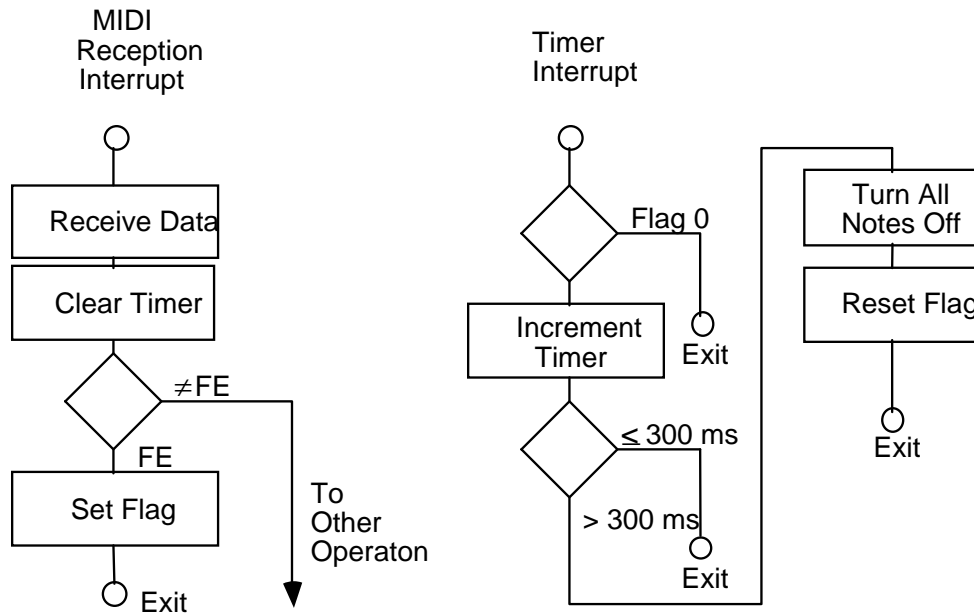 MIDI
Reception
Interrupt
Receive Data
Clear Timer
≠FE
FE
Set Flag
Exit
To
Other
Operaton
Timer
Interrupt
Flag 0
Exit
Increment
Timer
≤ 300 ms
> 300 ms
Exit
Turn All
Notes Off
Reset Flag
Exit